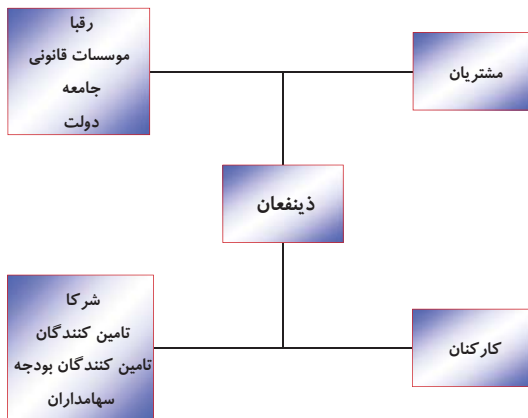 مشتریان
رقبا
موسسات قانونی
جامعه
دولت
ذینفعان
کارکنان
شرکا
تامین کنندگان
تامین کنندگان بودجه
سهامداران